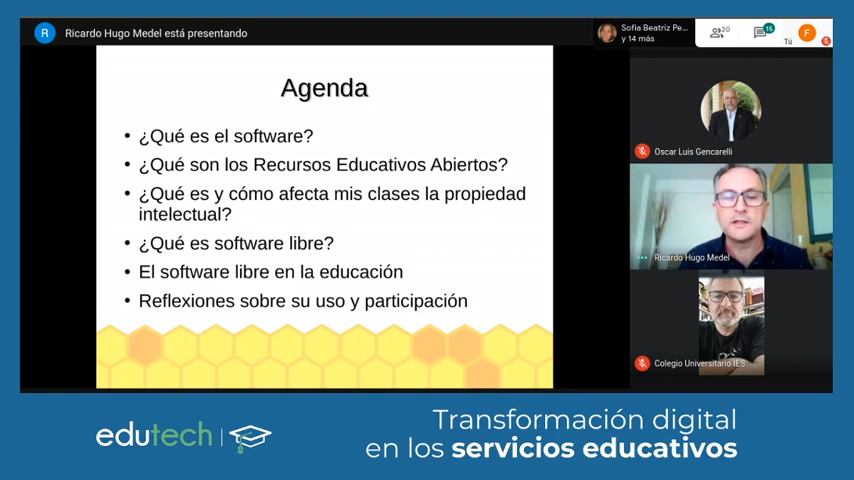 R
Ricardo Hugo Medel está presentando
Sofia Beatriz Pe...
y 14 más
20
15
Tú
F
Agenda
• ¿Qué es el software?
• ¿Qué son los Recursos Educativos Abiertos?
• ¿Qué es y cómo afecta mis clases la propiedad
intelectual?
• ¿Qué es software libre?
• El software libre en la educación
• Reflexiones sobre su uso y participación
Oscar Luis Gencarelli
Ricardo Hugo Medel
Colegio Universitario IES
edutech
Transformación digital
en los servicios educativos